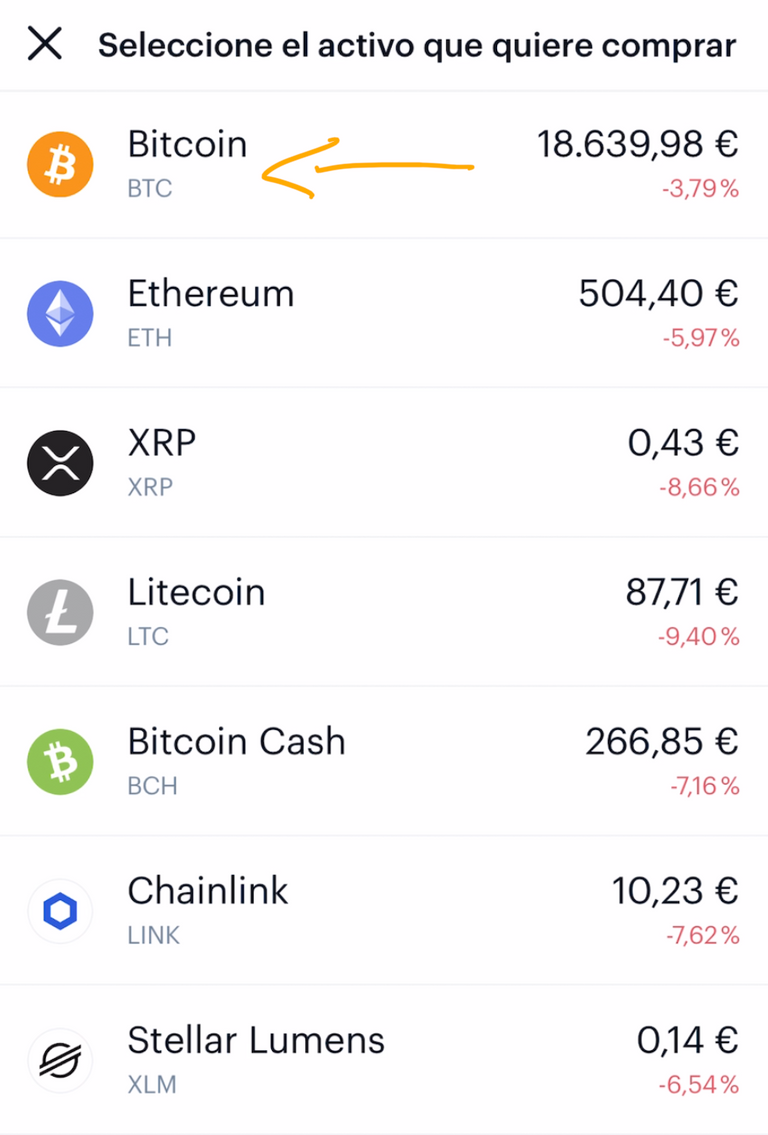 Seleccione el activo que quiere comprar
Bitcoin 18.639,98 €
BTC -3,79 %
Ethereum 504,40 €
ETH -5,97 %
XRP 0,43 €
XRP -8,66 %
Litecoin 87,71 €
LTC -9,40 %
Bitcoin Cash 266,85 €
BCH -7,16 %
Chainlink 10,23 €
LINK -7,62 %
Stellar Lumens 0,14 €
XLM -6,54 %